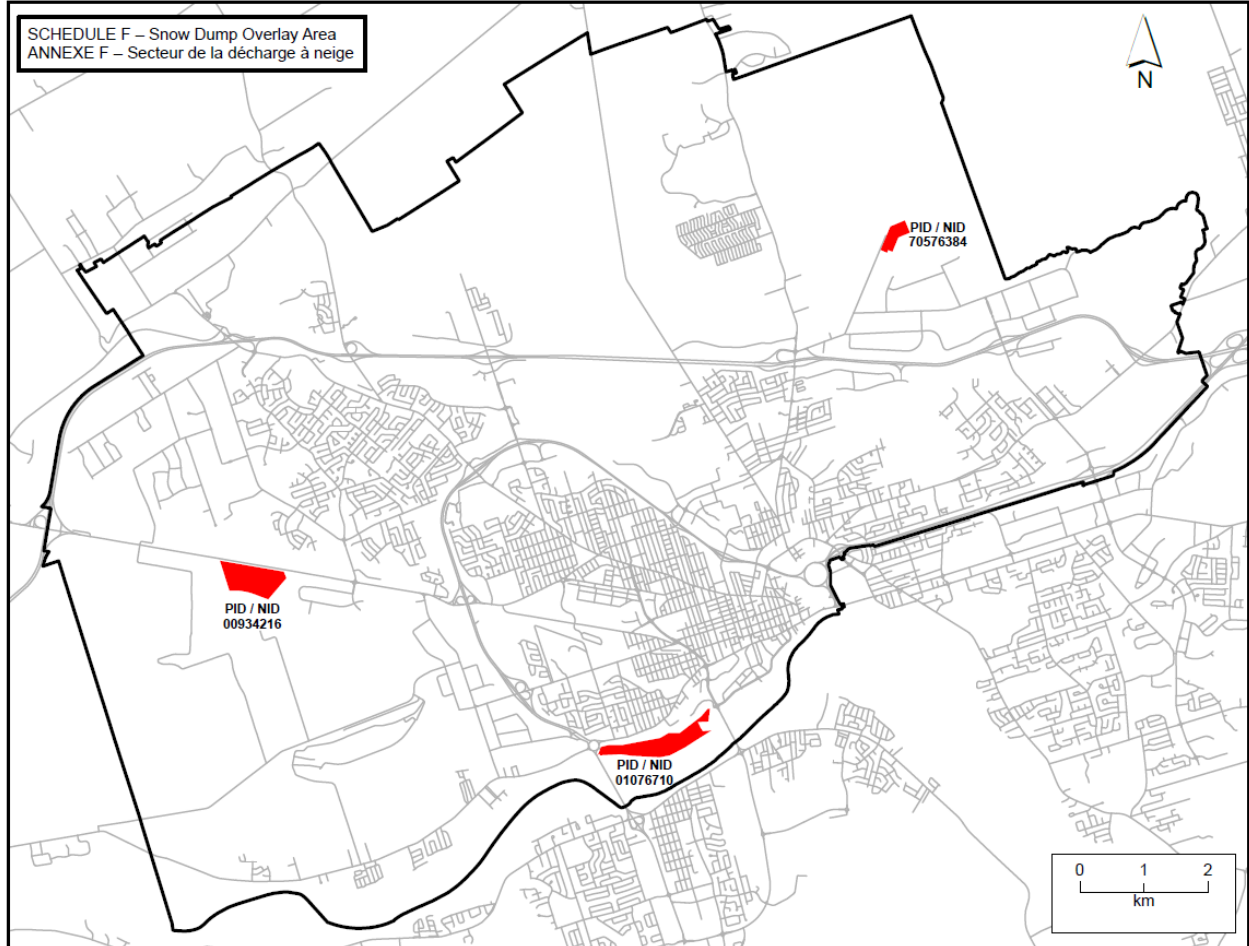 SCHEDULE F – Snow Dump Overlay Area
ANNEXE F – Secteur de la décharge à neige
N
PID / NID
70576384
PID / NID
00934216
PID / NID
01076710
0 1 2
km